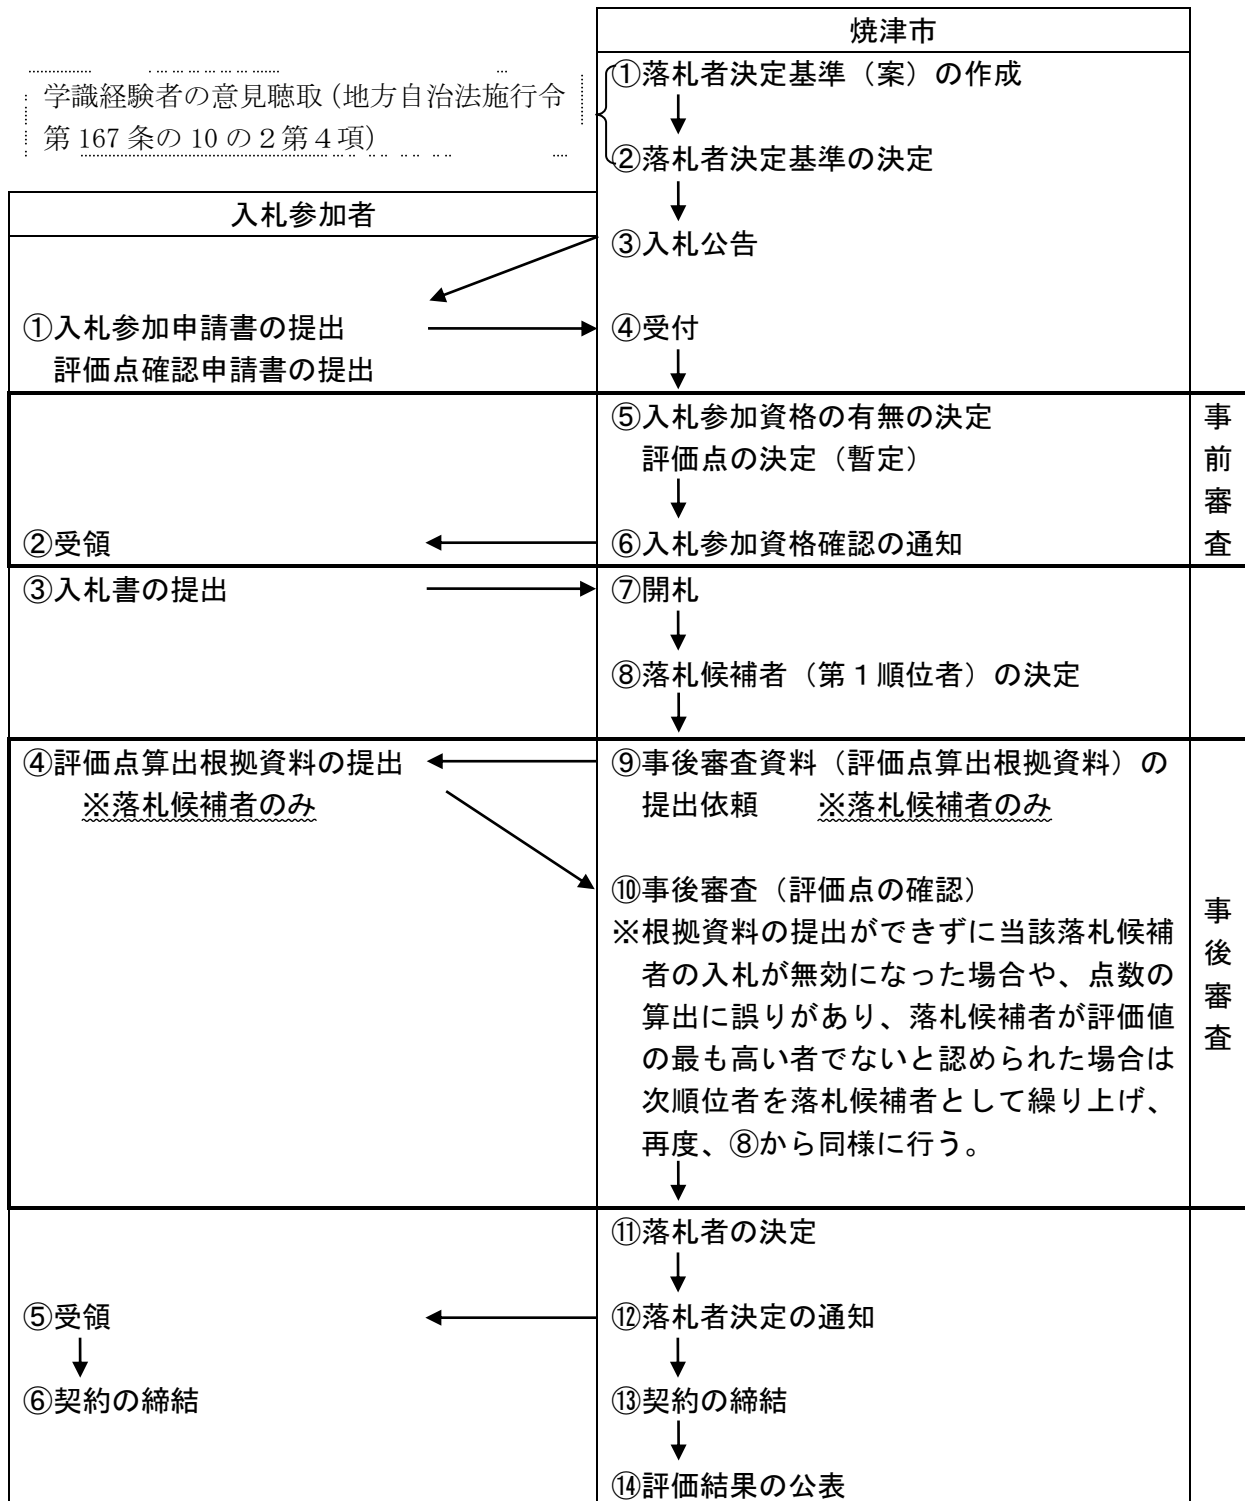 焼津市
①落札者決定基準（案）の作成
学識経験者の意見聴取（地方自治法施行令
第 167 条の 10 の２第４項）
②落札者決定基準の決定
入札参加者
③入札公告
①入札参加申請書の提出
評価点確認申請書の提出
④受付
⑤入札参加資格の有無の決定
評価点の決定（暫定）
事前審査
②受領
⑥入札参加資格確認の通知
③入札書の提出
⑦開札
⑧落札候補者（第１順位者）の決定
④評価点算出根拠資料の提出
※落札候補者のみ
⑨事後審査資料（評価点算出根拠資料）の
提出依頼　　※落札候補者のみ
⑩事後審査（評価点の確認）
※根拠資料の提出ができずに当該落札候補
者の入札が無効になった場合や、点数の
算出に誤りがあり、落札候補者が評価値
の最も高い者でないと認められた場合は
次順位者を落札候補者として繰り上げ、
再度、⑧から同様に行う。
事後審査
⑪落札者の決定
⑤受領
⑫落札者決定の通知
⑥契約の締結
⑬契約の締結
⑭評価結果の公表